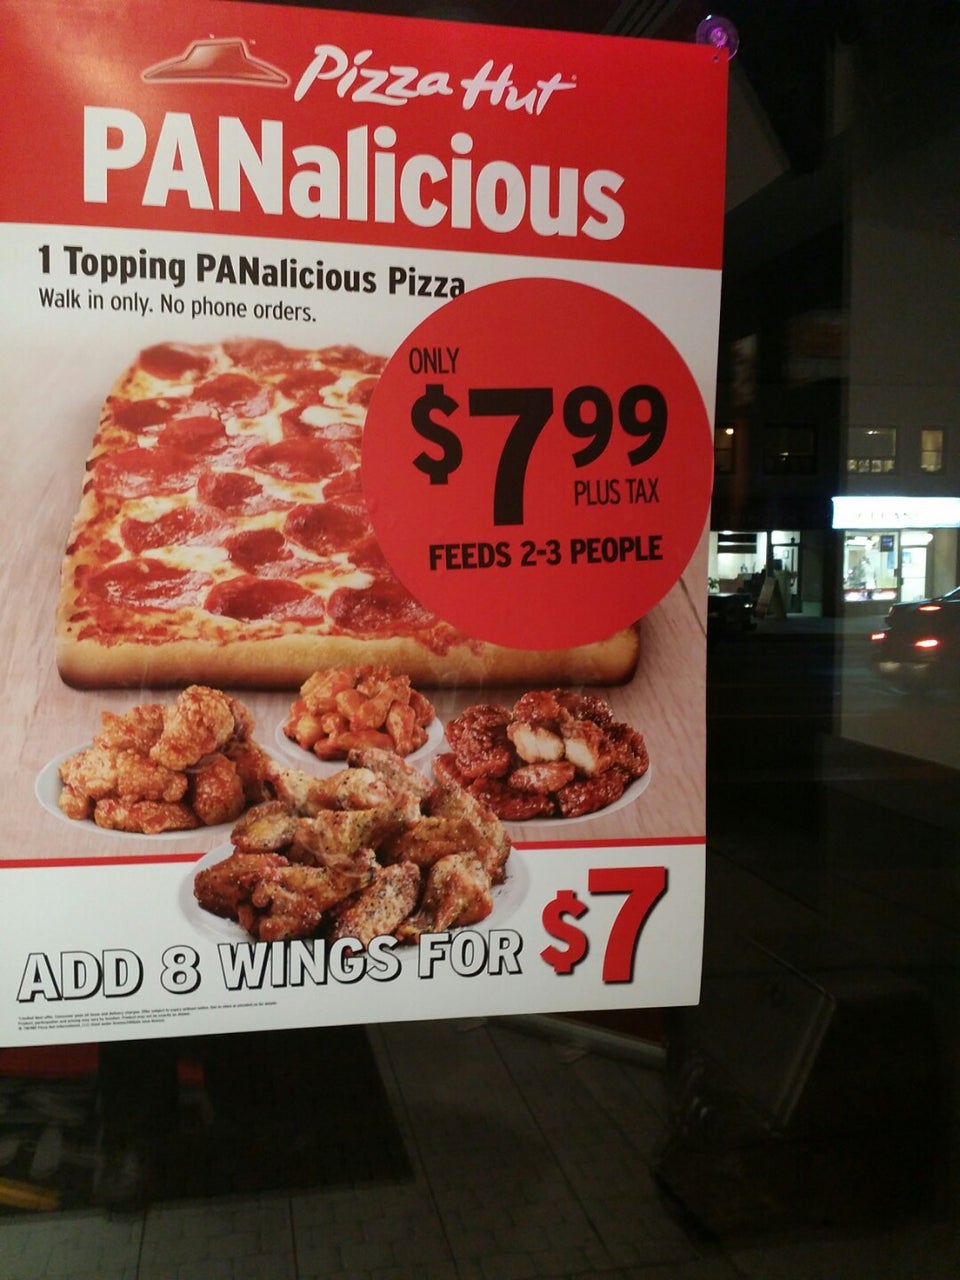 Pizza Hut
PANalicious
1 Topping PANalicious Pizza
Walk in only. No phone orders.
ONLY
$7.99
PLUS TAX
FEEDS 2-3 PEOPLE
ADD 8 WINGS FOR $7